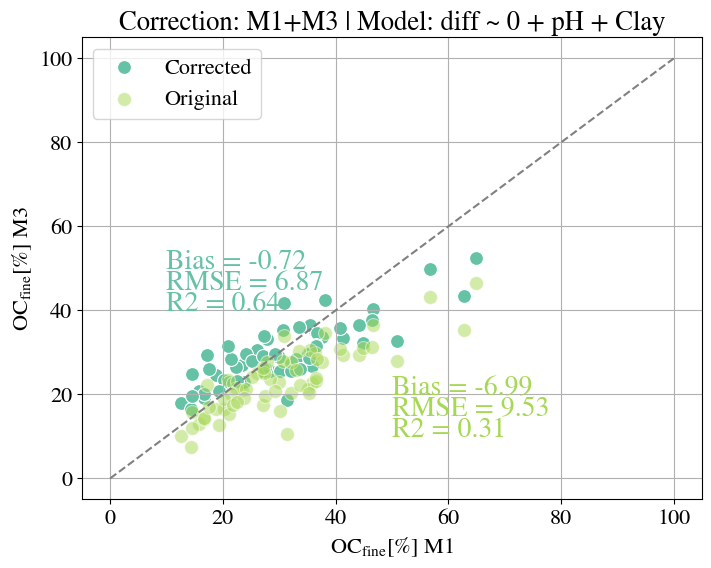 Correction: M1+M3 | Model: diff ~ 0 + pH + Clay
Corrected
Original
100
80
60
40
20
0
OCfine[%] M3
Bias = -0.72
RMSE = 6.87
R2 = 0.64
Bias = -6.99
RMSE = 9.53
R2 = 0.31
0 20 40 60 80 100
OCfine[%] M1